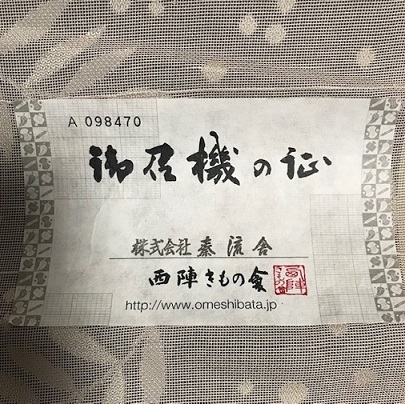 A 098470
御召機の証
株式会社 秦流舎
西陣きもの會
http://www.omeshibata.jp